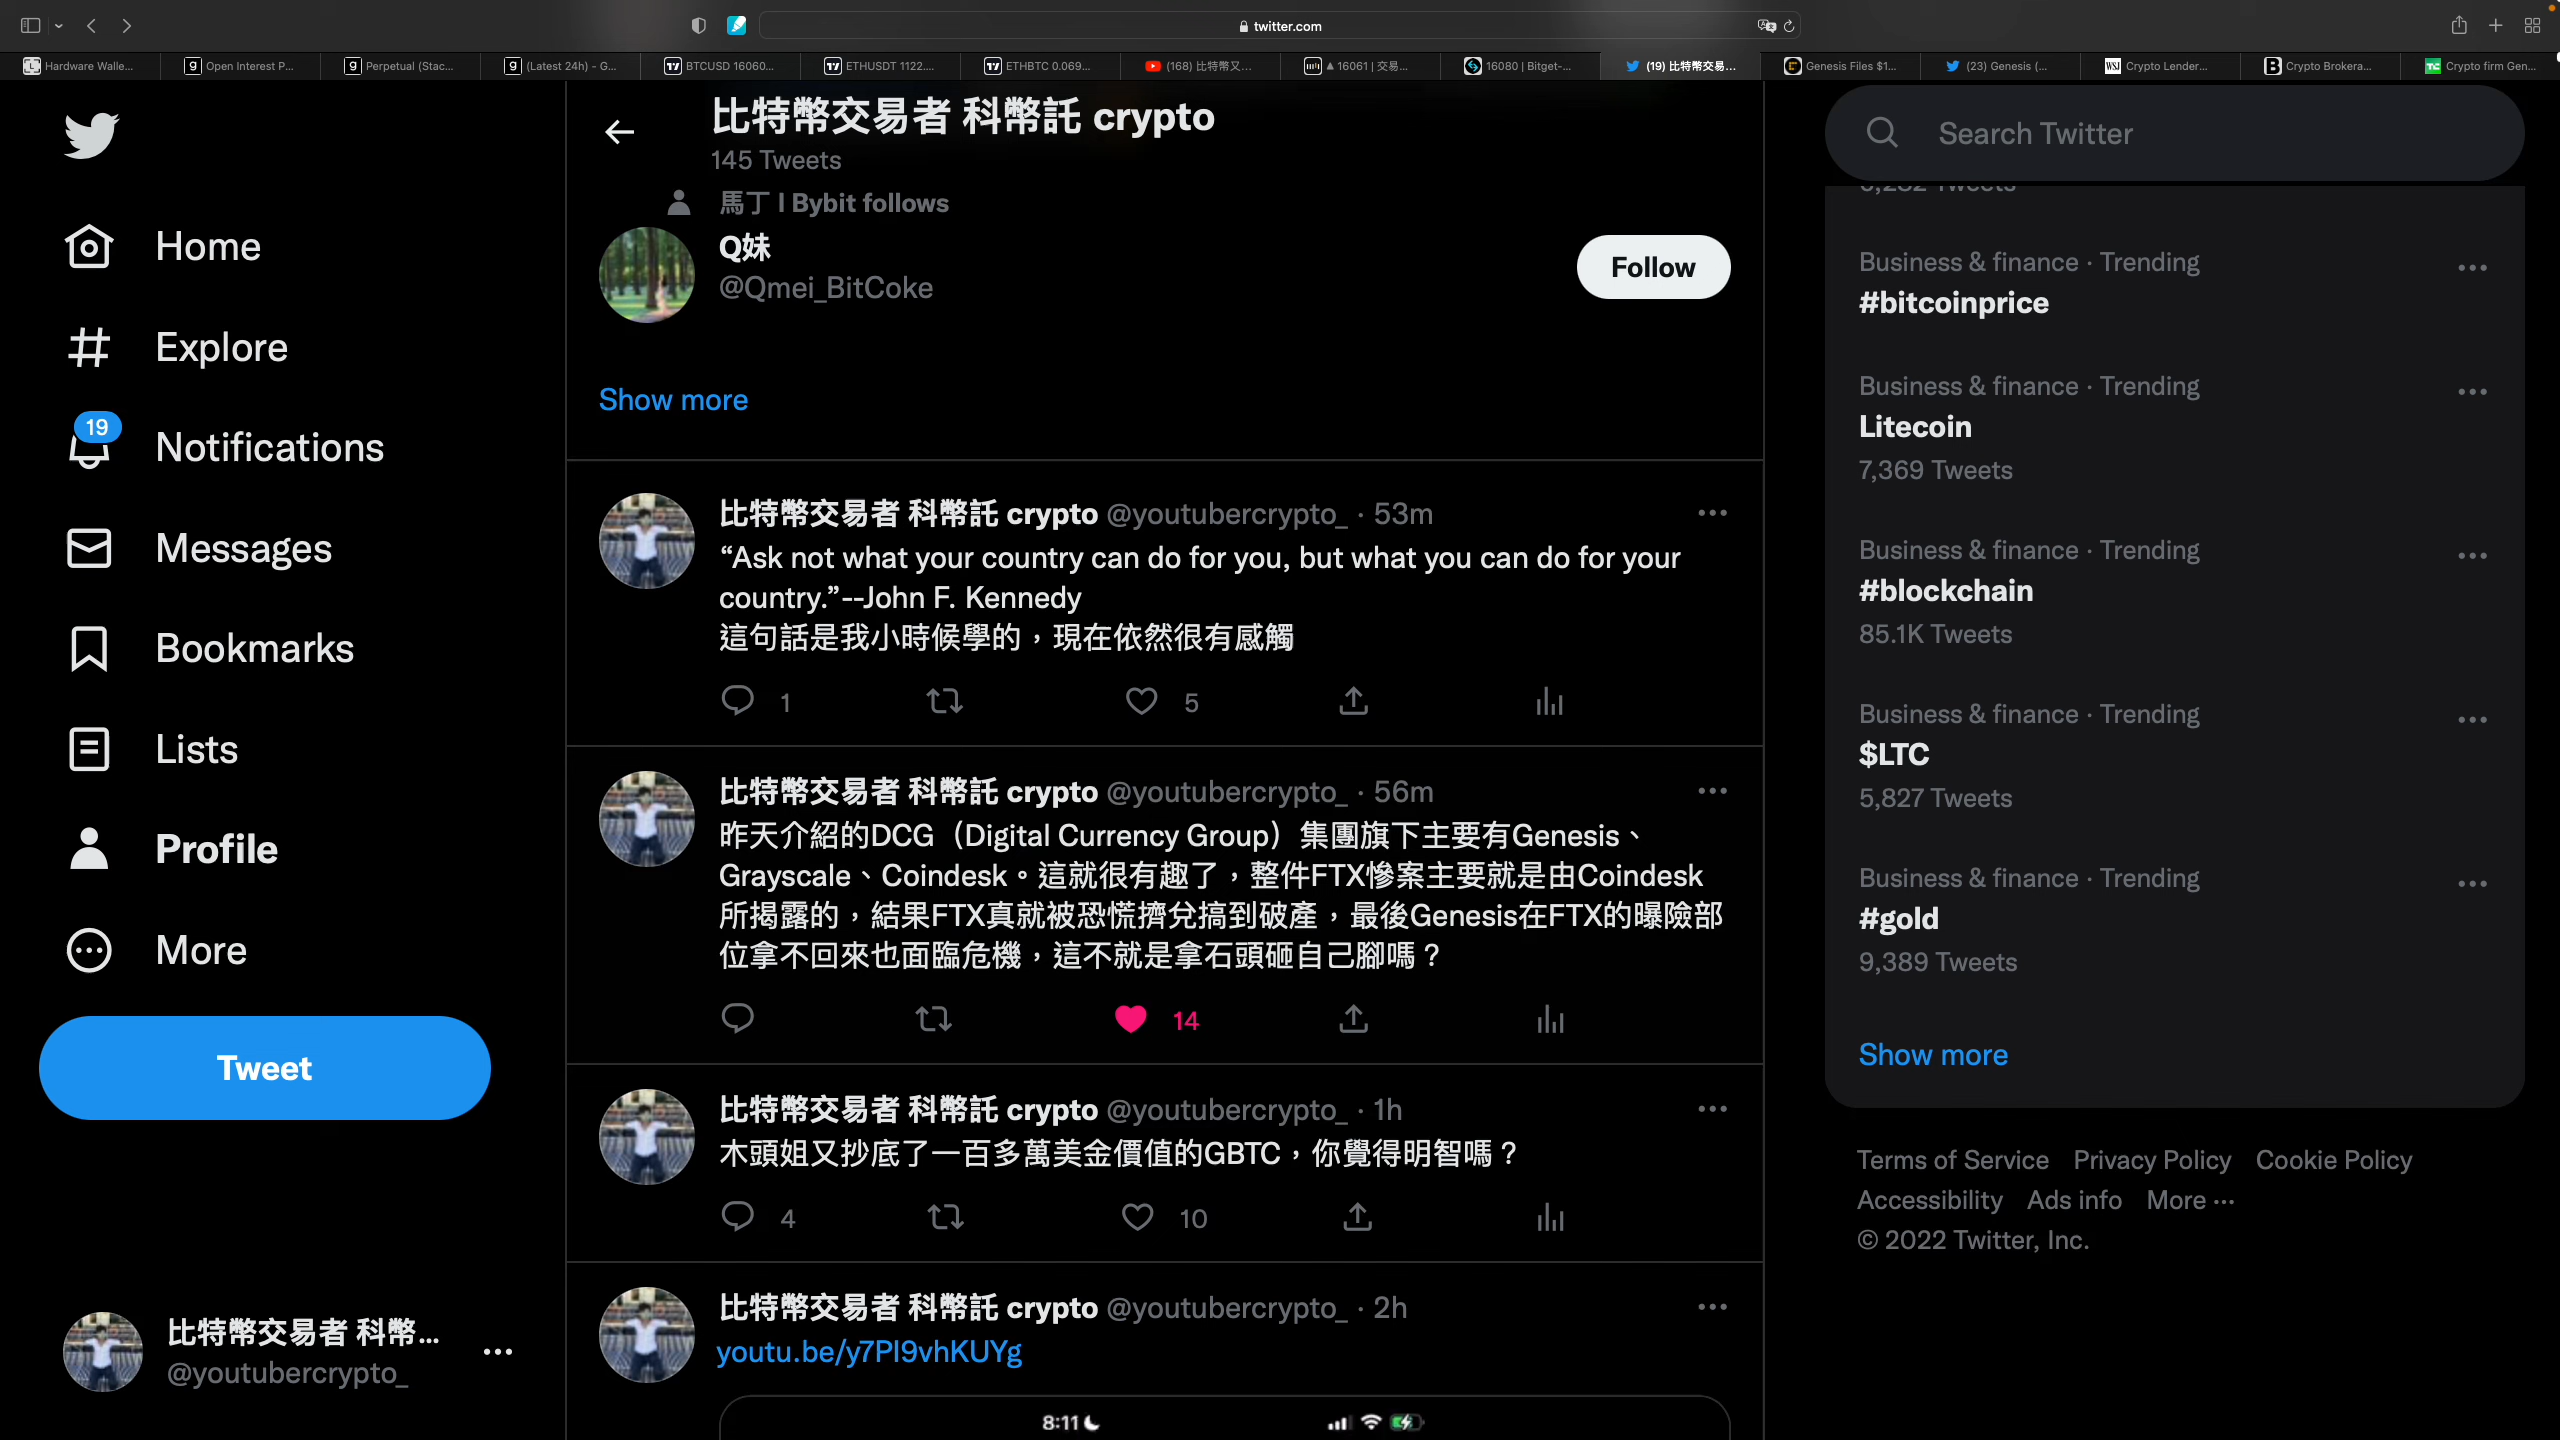 twitter.com
Hardware Walle...
Open Interest P...
Perpetual (Stac...
(Latest 24h) - G...
BTCUSD 16060...
ETHUSDT 1122....
ETHBTC 0.069...
(168) 比特幣又...
▲ 16061 | 交易...
16080 | Bitget-...
(19) 比特幣交易...
Genesis Files $1...
(23) Genesis (...
WSJ Crypto Lender...
Crypto Brokera...
Crypto firm Gen...
比特幣交易者 科幣託 crypto
145 Tweets
Home
Explore
19
Notifications
Messages
Bookmarks
Lists
Profile
More
Tweet
比特幣交易者 科幣...
@youtubercrypto_
馬丁 l Bybit follows
Q妹
@Qmei_BitCoke
Follow
Show more
比特幣交易者 科幣託 crypto @youtubercrypto_ · 53m
“Ask not what your country can do for you, but what you can do for your
country.”--John F. Kennedy
這句話是我小時候學的，現在依然很有感觸
1
5
比特幣交易者 科幣託 crypto @youtubercrypto_ · 56m
昨天介紹的DCG（Digital Currency Group）集團旗下主要有Genesis、
Grayscale、Coindesk。這就很有趣了，整件FTX慘案主要就是由Coindesk
所揭露的，結果FTX真就被恐慌擠兌搞到破產，最後Genesis在FTX的曝險部
位拿不回來也面臨危機，這不就是拿石頭砸自己腳嗎？
14
比特幣交易者 科幣託 crypto @youtubercrypto_ · 1h
木頭姐又抄底了一百多萬美金價值的GBTC，你覺得明智嗎？
4
10
比特幣交易者 科幣託 crypto @youtubercrypto_ · 2h
youtu.be/y7PI9vhKUYg
8:11
Search Twitter
6,232 Tweets
Business & finance · Trending
#bitcoinprice
Business & finance · Trending
Litecoin
7,369 Tweets
Business & finance · Trending
#blockchain
85.1K Tweets
Business & finance · Trending
$LTC
5,827 Tweets
Business & finance · Trending
#gold
9,389 Tweets
Show more
Terms of Service Privacy Policy Cookie Policy
Accessibility Ads info More ···
© 2022 Twitter, Inc.